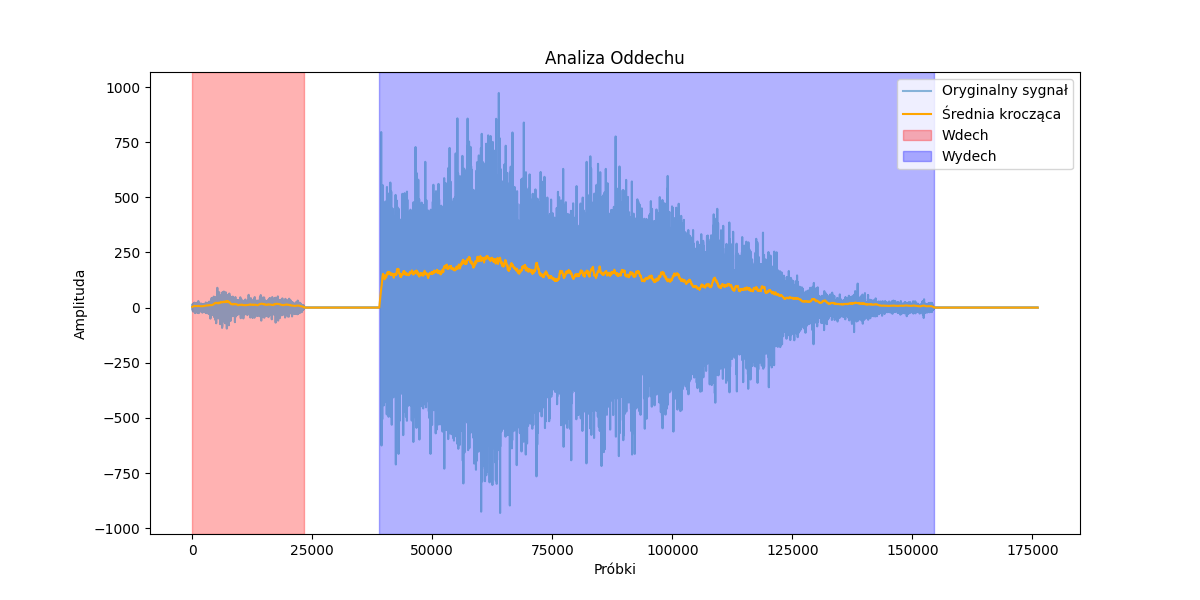 Analiza Oddechu
Oryginalny sygnał
Średnia krocząca
Wdech
Wydech
Amplituda
1000
750
500
250
0
−250
−500
−750
−1000
0 25000 50000 75000 100000 125000 150000 175000
Próbki